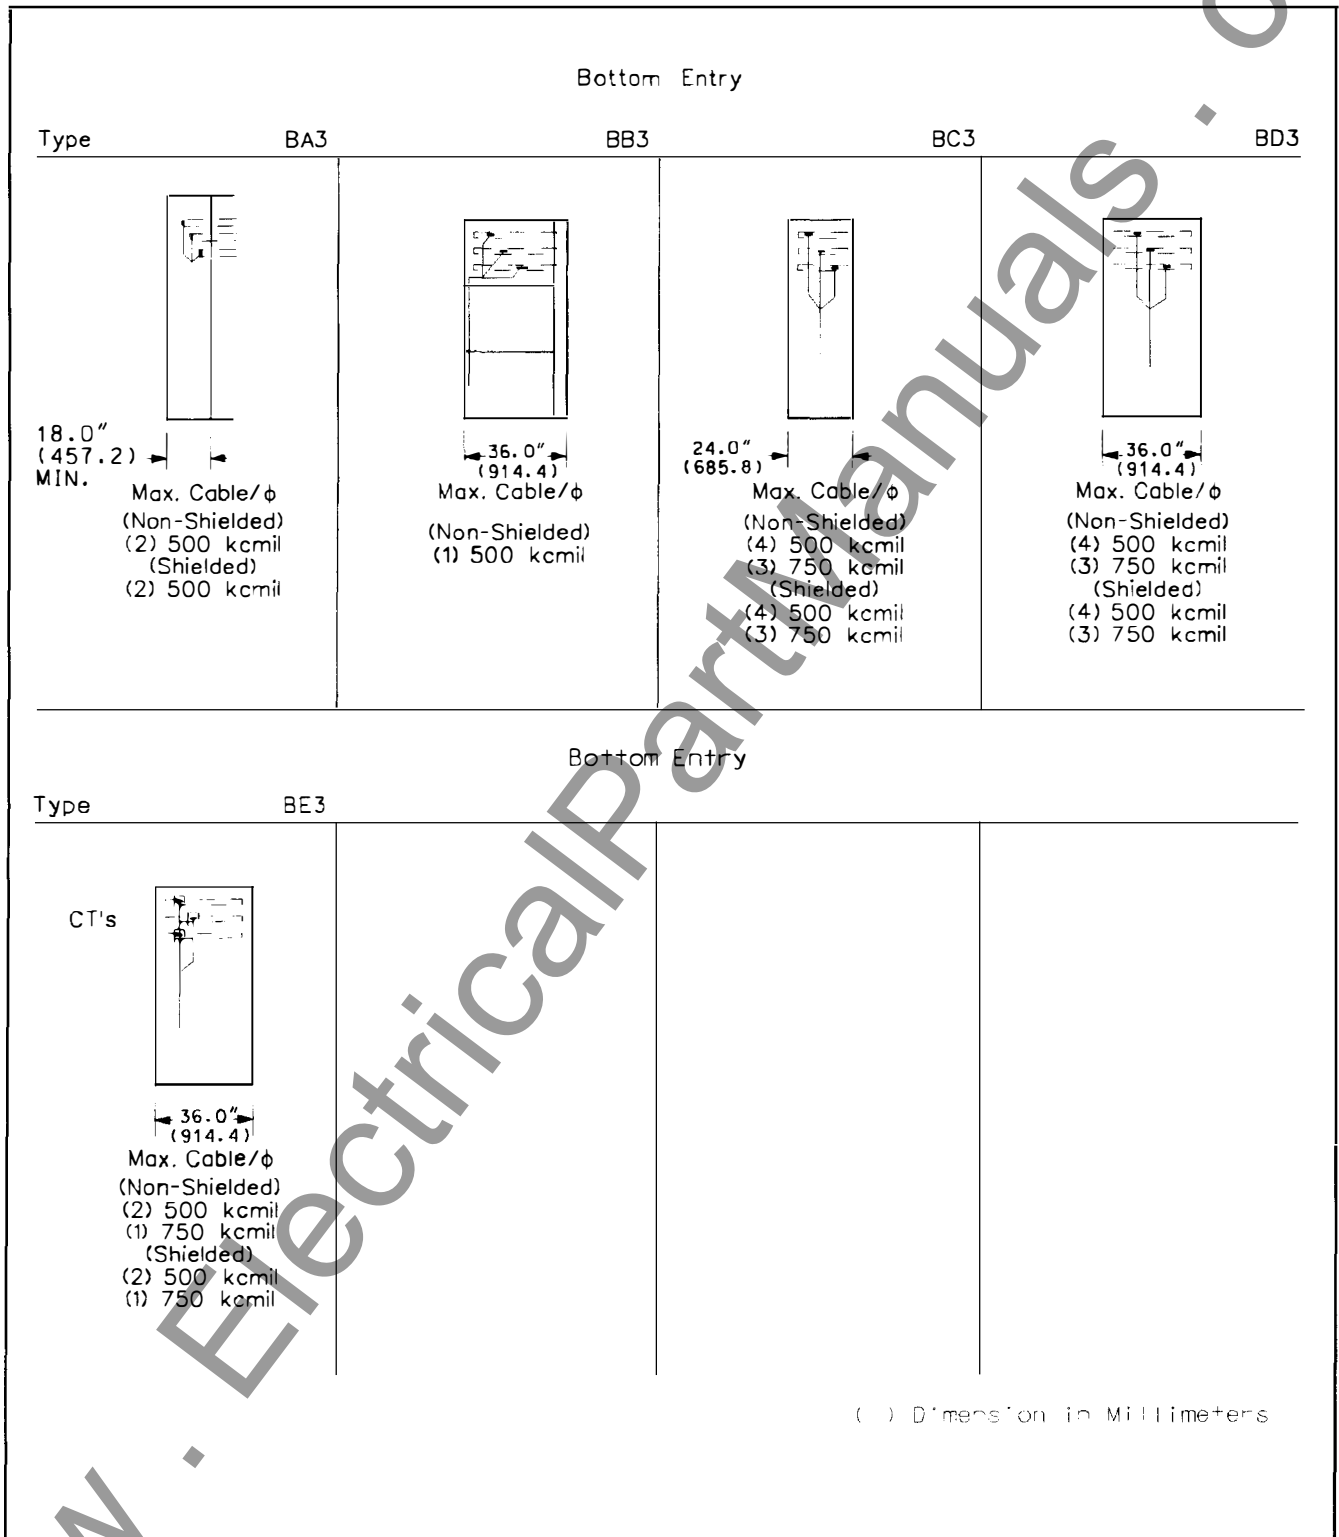 Bottom Entry
Type BA3 BB3 BC3 BD3
18.0"
(457.2)
MIN.
Max. Cable/ϕ
(Non-Shielded)
(2) 500 kcmil
(Shielded)
(2) 500 kcmil
36.0"
(914.4)
Max. Cable/ϕ
(Non-Shielded)
(1) 500 kcmil
24.0"
(685.8)
Max. Cable/ϕ
(Non-Shielded)
(4) 500 kcmil
(3) 750 kcmil
(Shielded)
(4) 500 kcmil
(3) 750 kcmil
36.0"
(914.4)
Max. Cable/ϕ
(Non-Shielded)
(4) 500 kcmil
(3) 750 kcmil
(Shielded)
(4) 500 kcmil
(3) 750 kcmil
Bottom Entry
Type BE3
CT's
36.0"
(914.4)
Max. Cable/ϕ
(Non-Shielded)
(2) 500 kcmil
(1) 750 kcmil
(Shielded)
(2) 500 kcmil
(1) 750 kcmil
( ) Dimension in Millimeters
w . ElectricalPartManuals . o